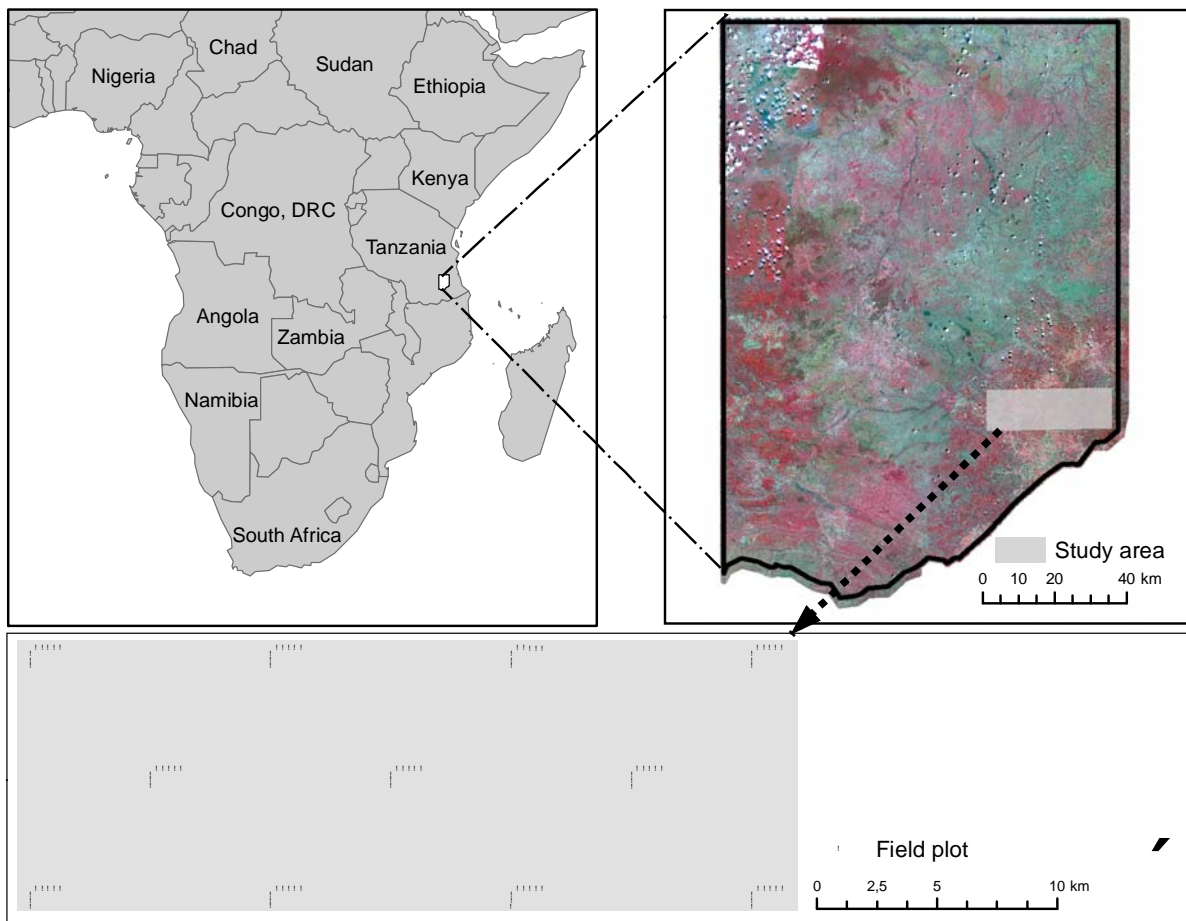 Chad
Nigeria
Sudan
Ethiopia
Kenya
Congo, DRC
Tanzania
Angola
Zambia
Namibia
South Africa
Study area
0 10 20 40 km
Field plot
0 2,5 5 10 km